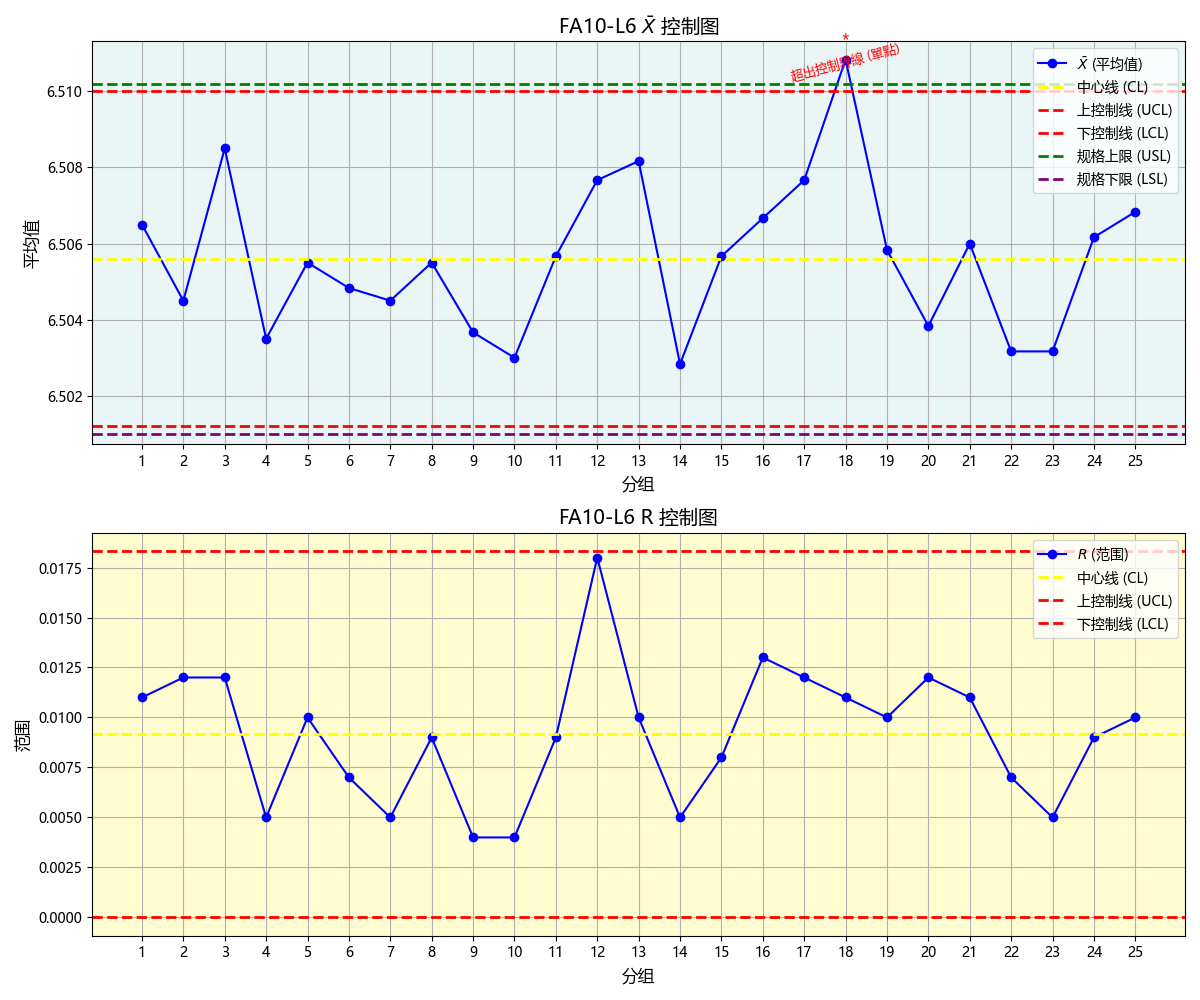 FA10-L6 X̄ 控制图
*
超出控制界線 (單點)
X̄ (平均值)
中心线 (CL)
上控制线 (UCL)
下控制线 (LCL)
规格上限 (USL)
规格下限 (LSL)
平均值
6.510
6.508
6.506
6.504
6.502
1 2 3 4 5 6 7 8 9 10 11 12 13 14 15 16 17 18 19 20 21 22 23 24 25
分组
FA10-L6 R 控制图
R (范围)
中心线 (CL)
上控制线 (UCL)
下控制线 (LCL)
范围
0.0175
0.0150
0.0125
0.0100
0.0075
0.0050
0.0025
0.0000
1 2 3 4 5 6 7 8 9 10 11 12 13 14 15 16 17 18 19 20 21 22 23 24 25
分组